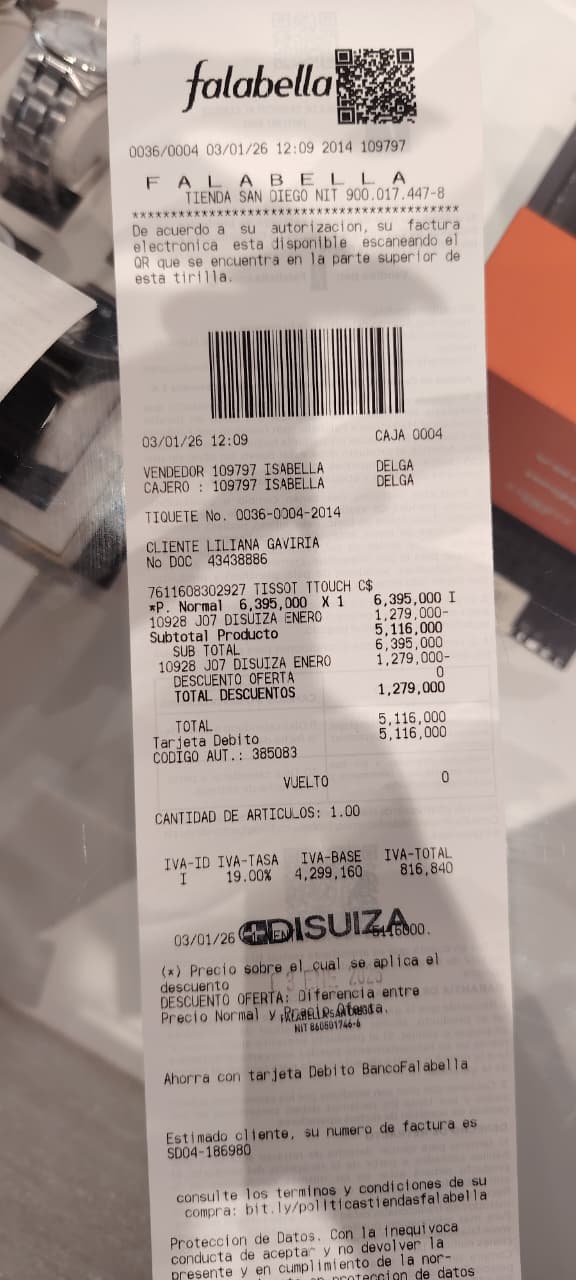 falabella
0036/0004 03/01/26 12:09 2014 109797
F A L A B E L L A
TIENDA SAN DIEGO NIT 900.017.447-8
*************************************************
De acuerdo a su autorizacion, su factura
electronica esta disponible escaneando el
QR que se encuentra en la parte superior de
esta tirilla.
03/01/26 12:09 CAJA 0004
VENDEDOR 109797 ISABELLA DELGA
CAJERO : 109797 ISABELLA DELGA
TIQUETE No. 0036-0004-2014
CLIENTE LILIANA GAVIRIA
No DOC 43438886
7611608302927 TISSOT TTOUCH C$
*P. Normal 6,395,000 X 1 6,395,000 I
10928 J07 DISUIZA ENERO 1,279,000-
Subtotal Producto 5,116,000
SUB TOTAL 6,395,000
10928 J07 DISUIZA ENERO 1,279,000-
DESCUENTO OFERTA 0
TOTAL DESCUENTOS 1,279,000
TOTAL 5,116,000
Tarjeta Debito 5,116,000
CODIGO AUT.: 385083
VUELTO 0
CANTIDAD DE ARTICULOS: 1.00
IVA-ID IVA-TASA IVA-BASE IVA-TOTAL
I 19.00% 4,299,160 816,840
03/01/26 DISUIZA
(*) Precio sobre el cual se aplica el
descuento
DESCUENTO OFERTA: Diferencia entre
Precio Normal y Precio Oferta.
NIT 860501746-6
Ahorra con tarjeta Debito BancoFalabella
Estimado cliente, su numero de factura es
SD04-186980
consulte los terminos y condiciones de su
compra: bit.ly/politicastiendasfalabella
Proteccion de Datos. Con la inequivoca
conducta de aceptar y no devolver la
presente y en cumplimiento de la nor-
proteccion de datos